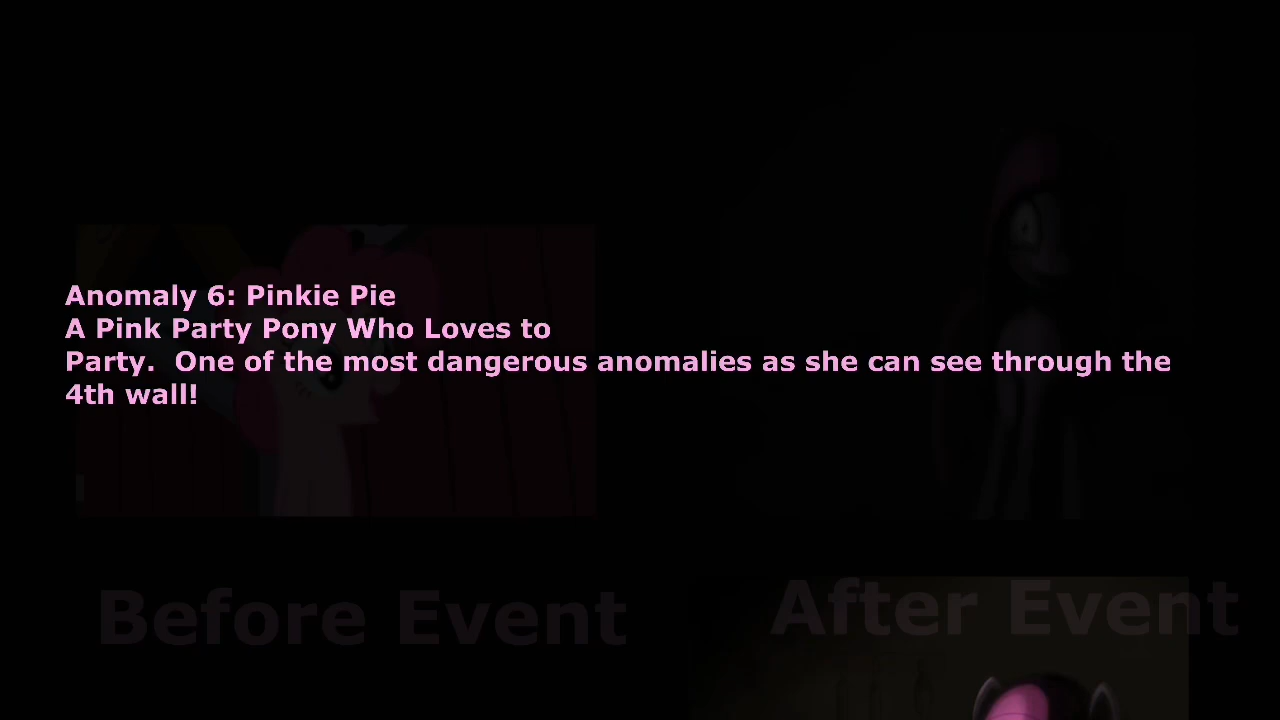 Anomaly 6: Pinkie Pie
A Pink Party Pony Who Loves to
Party.  One of the most dangerous anomalies as she can see through the
4th wall!
Before Event
After Event